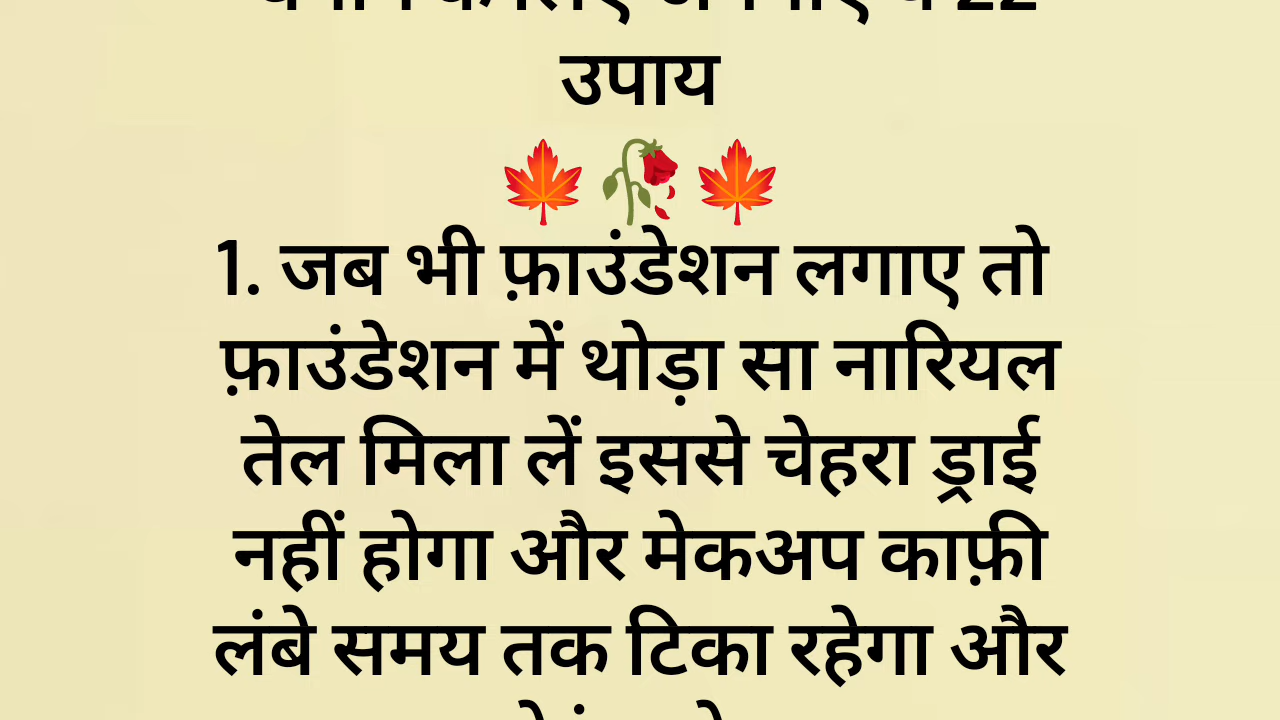 उपाय
🍁🥀🍁
1. जब भी फ़ाउंडेशन लगाए तो
फ़ाउंडेशन में थोड़ा सा नारियल
तेल मिला लें इससे चेहरा ड्राई
नहीं होगा और मेकअप काफ़ी
लंबे समय तक टिका रहेगा और